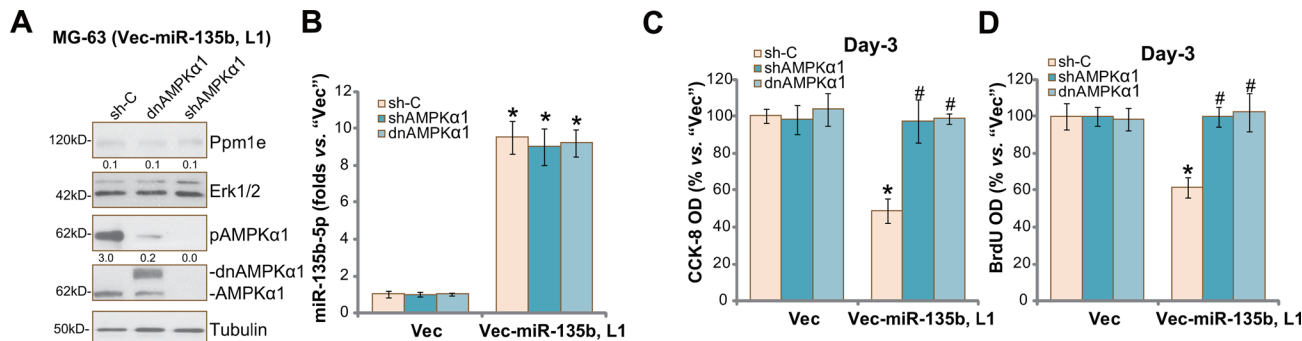 A
MG-63 (Vec-miR-135b, L1)
sh-C
dnAMPKα1
shAMPKα1
120kD-
Ppm1e
0.1 0.1 0.1
42kD-
Erk1/2
62kD-
pAMPKα1
3.0 0.2 0.0
-dnAMPKα1
62kD-
-AMPKα1
50kD-
Tubulin
B
miR-135b-5p (folds vs. “Vec”)
12
10
8
6
4
2
0
sh-C
shAMPKα1
dnAMPKα1
* * *
Vec
Vec-miR-135b, L1
C
Day-3
CCK-8 OD (% vs. “Vec”)
120
100
80
60
40
20
0
sh-C
shAMPKα1
dnAMPKα1
* # #
Vec
Vec-miR-135b, L1
D
Day-3
BrdU OD (% vs. “Vec”)
120
100
80
60
40
100
0
sh-C
shAMPKα1
dnAMPKα1
* # #
Vec
Vec-miR-135b, L1